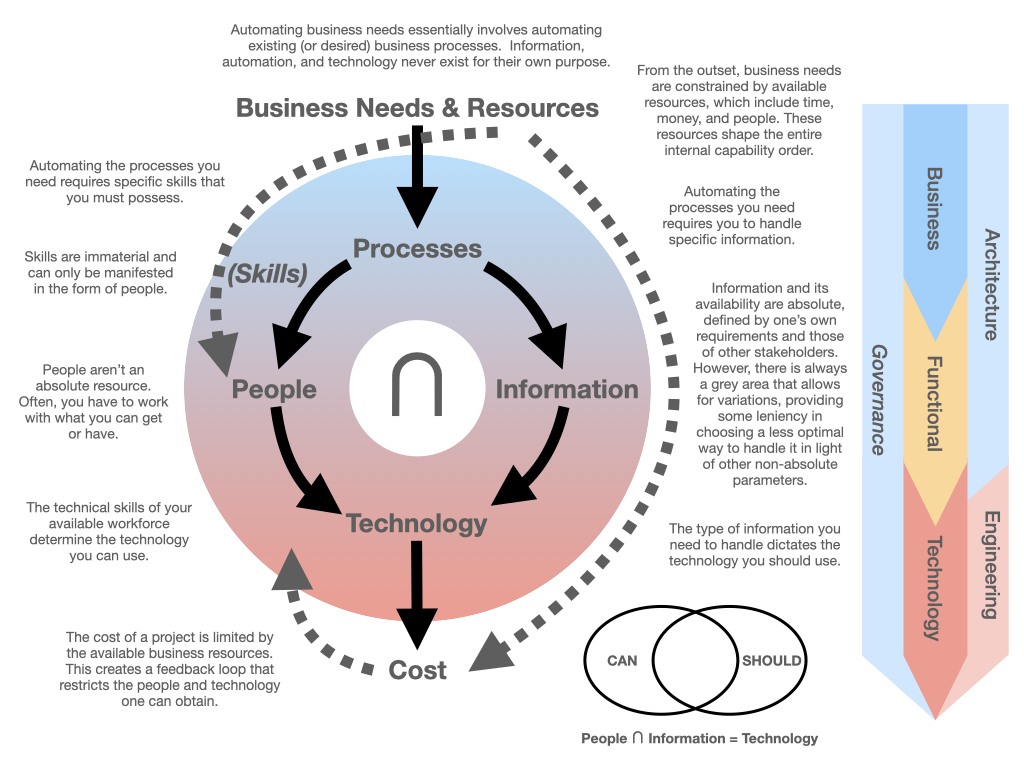 Automating business needs essentially involves automating
existing (or desired) business processes.  Information,
automation, and technology never exist for their own purpose.
Business Needs & Resources
From the outset, business needs
are constrained by available
resources, which include time,
money, and people. These
resources shape the entire
internal capability order.
Automating the processes you
need requires specific skills that
you must possess.
Automating the
processes you need
requires you to handle
specific information.
Skills are immaterial and
can only be manifested
in the form of people.
Processes
(Skills)
Information and its
availability are absolute,
defined by one's own
requirements and those
of other stakeholders.
However, there is always
a grey area that allows
for variations, providing
some leniency in
choosing a less optimal
way to handle it in light
of other non-absolute
parameters.
People aren't an
absolute resource.
Often, you have to work
with what you can get
or have.
People
∩
Information
The technical skills of your
available workforce
determine the technology
you can use.
Technology
The type of information you
need to handle dictates the
technology you should use.
The cost of a project is limited by
the available business resources.
This creates a feedback loop that
restricts the people and technology
one can obtain.
Cost
CAN
SHOULD
People ∩ Information = Technology
Governance
Business
Functional
Technology
Architecture
Engineering